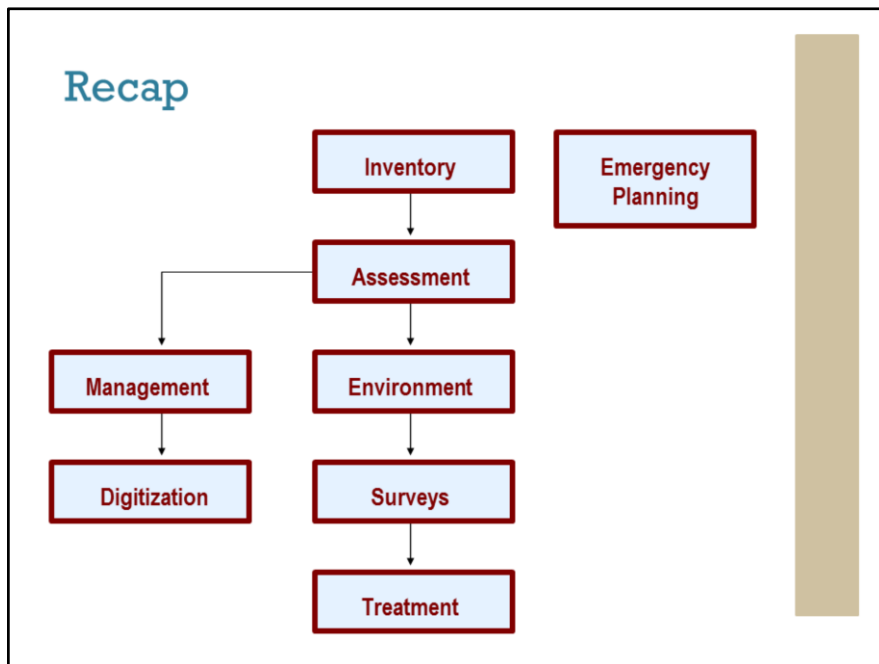 Recap
Inventory
Emergency
Planning
Assessment
Management
Environment
Digitization
Surveys
Treatment